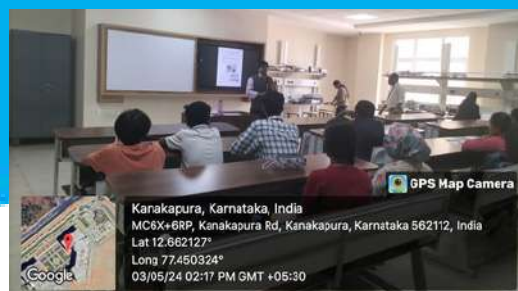 GPS Map Camera
Kanakapura, Karnataka, India
MC6X+6RP, Kanakapura Rd, Kanakapura, Karnataka 562112, India
Lat 12.662127°
Long 77.450324°
03/05/24 02:17 PM GMT +05:30
Google